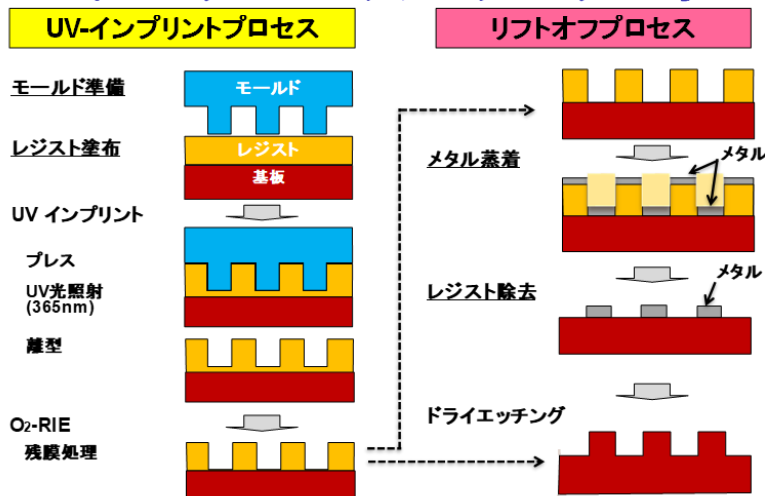 UV-インプリントプロセス
モールド準備
モールド
レジスト塗布
レジスト
基板
UV インプリント
プレス
UV光照射
(365nm)
離型
O2-RIE
残膜処理
リフトオフプロセス
メタル蒸着
メタル
レジスト除去
メタル
ドライエッチング